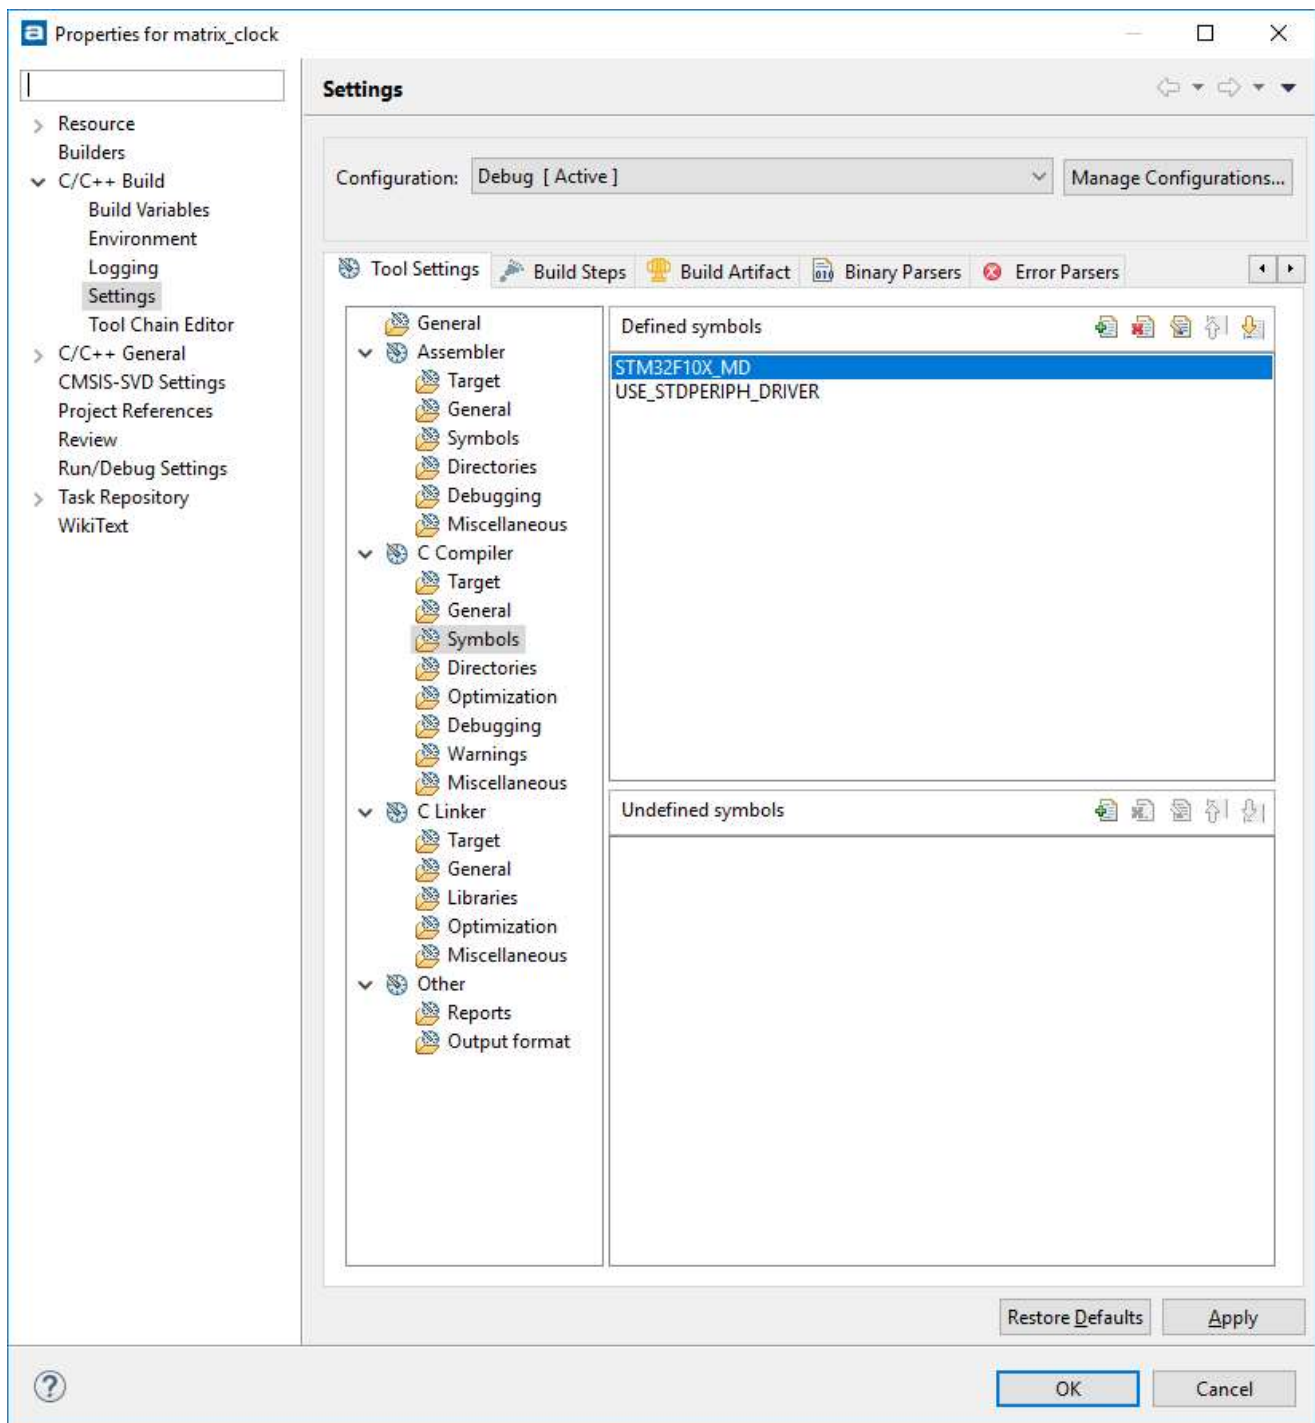 Properties for matrix_clock
Resource
Builders
C/C++ Build
Build Variables
Environment
Logging
Settings
Tool Chain Editor
C/C++ General
CMSIS-SVD Settings
Project References
Review
Run/Debug Settings
Task Repository
WikiText
Settings
Configuration: Debug [ Active ] Manage Configurations...
Tool Settings Build Steps Build Artifact Binary Parsers Error Parsers
General
Assembler
Target
General
Symbols
Directories
Debugging
Miscellaneous
C Compiler
Target
General
Symbols
Directories
Optimization
Debugging
Warnings
Miscellaneous
C Linker
Target
General
Libraries
Optimization
Miscellaneous
Other
Reports
Output format
Defined symbols
STM32F10X_MD
USE_STDPERIPH_DRIVER
Undefined symbols
Restore Defaults Apply
OK Cancel